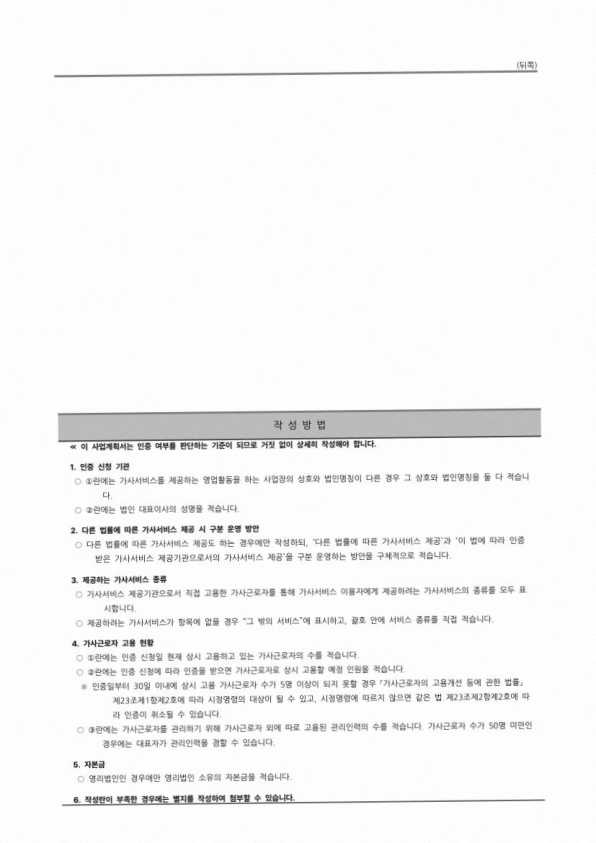 (뒤쪽)
작 성 방 법
≪ 이 사업계획서는 인증 여부를 판단하는 기준이 되므로 거짓 없이 상세히 작성해야 합니다.
1. 인증 신청 기관
○ ①란에는 가사서비스를 제공하는 영업활동을 하는 사업장의 상호와 법인명칭이 다른 경우 그 상호와 법인명칭을 둘 다 적습니
다.
○ ②란에는 법인 대표이사의 성명을 적습니다.
2. 다른 법률에 따른 가사서비스 제공 시 구분 운영 방안
○ 다른 법률에 따른 가사서비스 제공도 하는 경우에만 작성하되, '다른 법률에 따른 가사서비스 제공'과 '이 법에 따라 인증
받은 가사서비스 제공기관으로서의 가사서비스 제공'을 구분 운영하는 방안을 구체적으로 적습니다.
3. 제공하는 가사서비스 종류
○ 가사서비스 제공기관으로서 직접 고용한 가사근로자를 통해 가사서비스 이용자에게 제공하려는 가사서비스의 종류를 모두 표
시합니다.
○ 제공하려는 가사서비스가 항목에 없을 경우 "그 밖의 서비스"에 표시하고, 괄호 안에 서비스 종류를 직접 적습니다.
4. 가사근로자 고용 현황
○ ①란에는 인증 신청일 현재 상시 고용하고 있는 가사근로자의 수를 적습니다.
○ ②란에는 인증 신청에 따라 인증을 받으면 가사근로자로 상시 고용할 예정 인원을 적습니다.
※ 인증일부터 30일 이내에 상시 고용 가사근로자 수가 5명 이상이 되지 못할 경우 「가사근로자의 고용개선 등에 관한 법률」
제23조제1항제2호에 따라 시정명령의 대상이 될 수 있고, 시정명령에 따르지 않으면 같은 법 제23조제2항제2호에 따
라 인증이 취소될 수 있습니다.
○ ③란에는 가사근로자를 관리하기 위해 가사근로자 외에 따로 고용된 관리인력의 수를 적습니다. 가사근로자 수가 50명 미만인
경우에는 대표자가 관리인력을 겸할 수 있습니다.
5. 자본금
○ 영리법인인 경우에만 영리법인 소유의 자본금을 적습니다.
6. 작성란이 부족한 경우에는 별지를 작성하여 첨부할 수 있습니다.